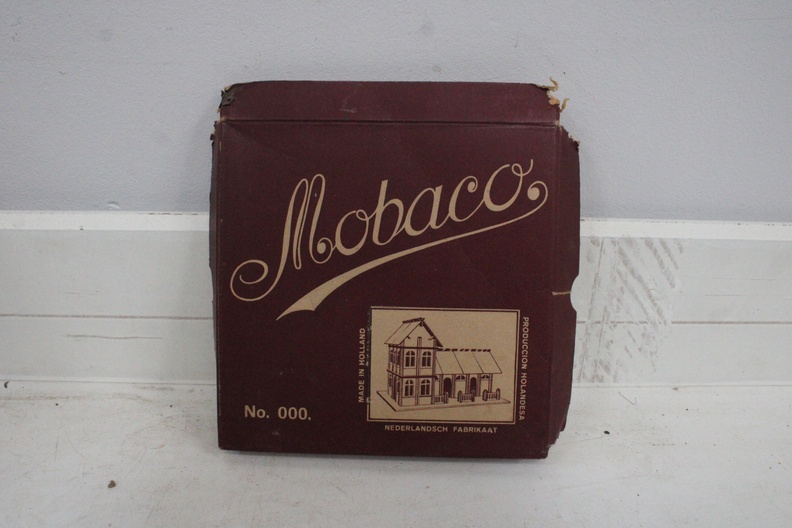 Mobaco
MADE IN HOLLAND
PRODUCCION HOLANDESA
No. 000.
NEDERLANDSCH FABRIKAAT